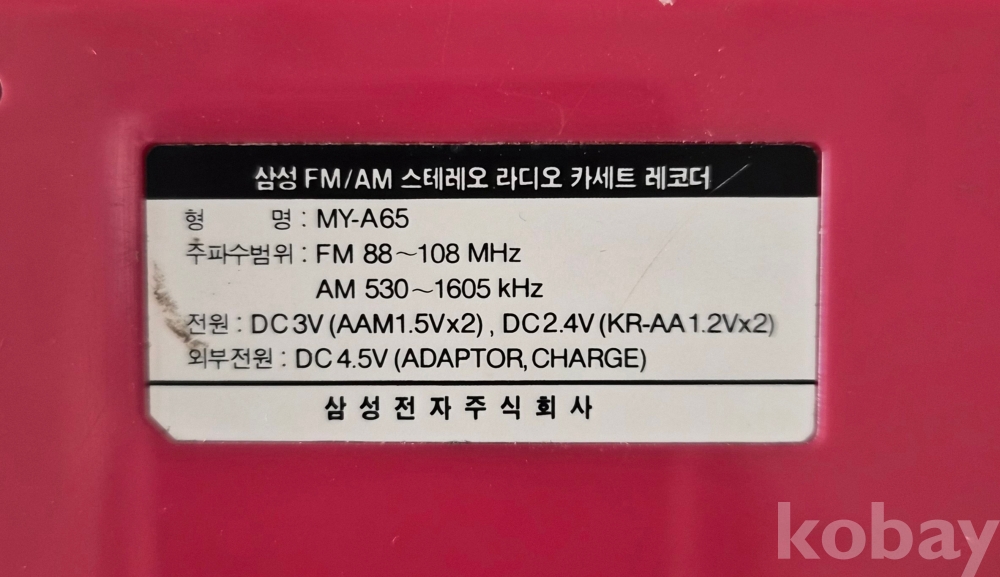 삼성 FM/AM 스테레오 라디오 카세트 레코더
형 명 : MY-A65
주파수범위 : FM 88~108 MHz
AM 530~1605 kHz
전원 : DC 3V (AAM1.5Vx2) , DC 2.4V (KR-AA 1.2Vx2)
외부전원 : DC 4.5V (ADAPTOR, CHARGE)
삼성전자주식회사
kobay